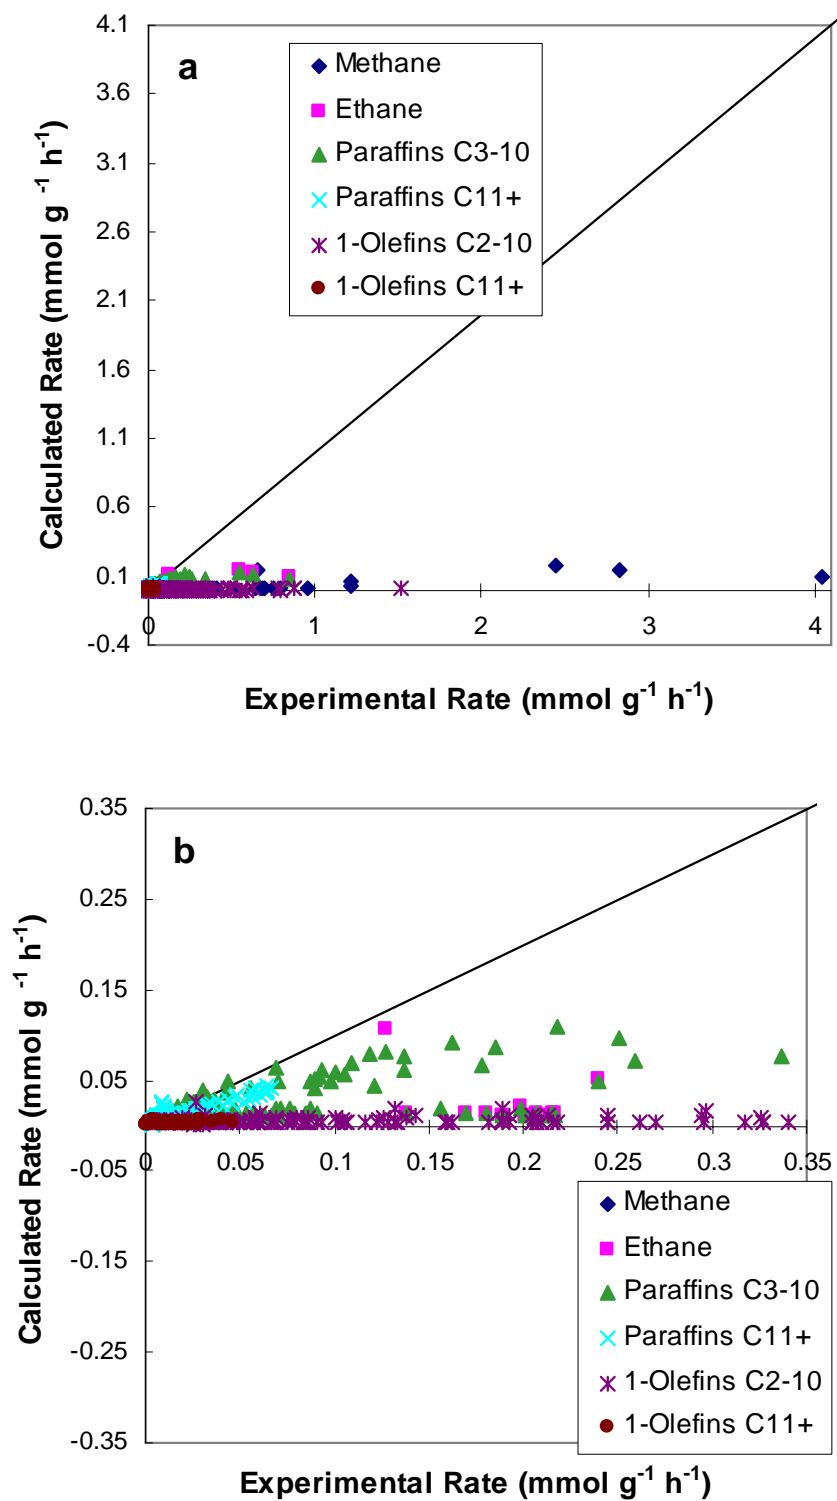 4.1
a
Methane
Ethane
Paraffins C3-10
Paraffins C11+
1-Olefins C2-10
1-Olefins C11+
3.6
3.1
2.6
2.1
1.6
1.1
0.6
0.1
-0.4
Calculated Rate (mmol g ⁻¹ h⁻¹)
0 1 2 3 4
Experimental Rate (mmol g⁻¹ h⁻¹)
0.35
b
0.25
0.15
0.05
-0.05
-0.15
-0.25
-0.35
Calculated Rate (mmol g ⁻¹ h⁻¹)
0 0.05 0.1 0.15 0.2 0.25 0.3 0.35
Methane
Ethane
Paraffins C3-10
Paraffins C11+
1-Olefins C2-10
1-Olefins C11+
Experimental Rate (mmol g⁻¹ h⁻¹)